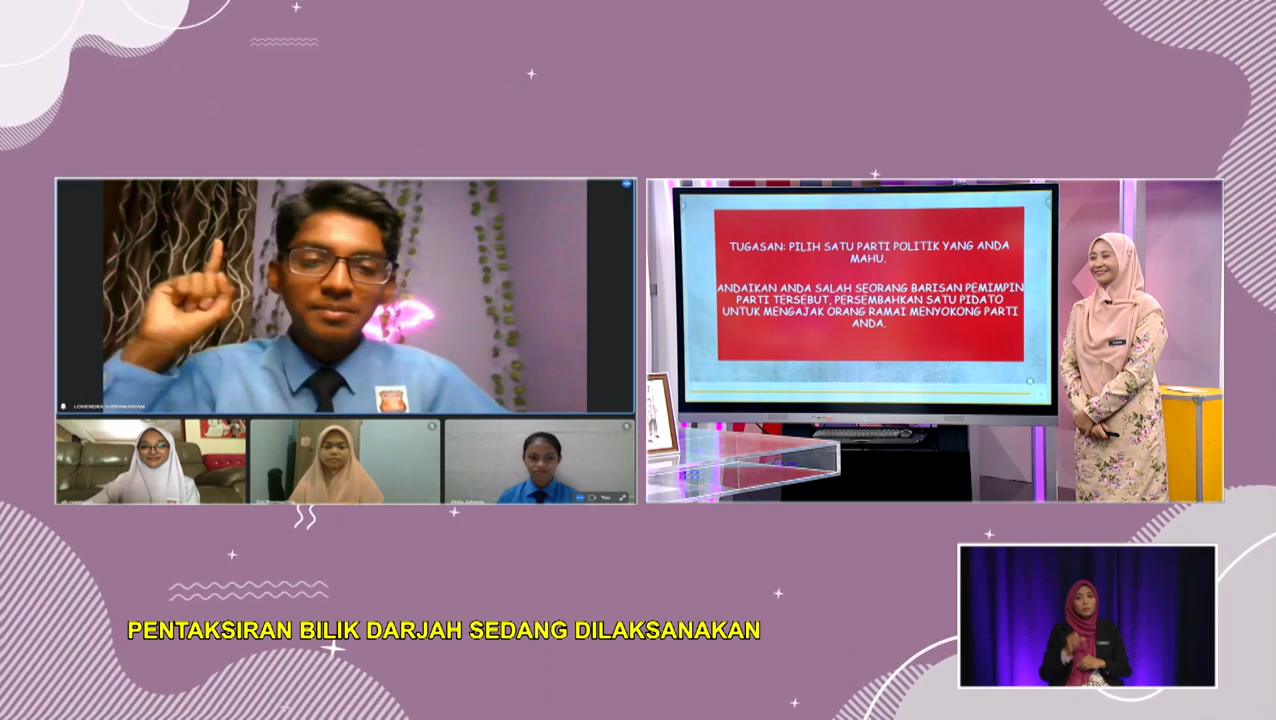 TUGASAN: PILIH SATU PARTI POLITIK YANG ANDA
MAHU.
ANDAIKAN ANDA SALAH SEORANG BARISAN PEMIMPIN
PARTI TERSEBUT, PERSEMBAHKAN SATU PIDATO
UNTUK MENGAJAK ORANG RAMAI MENYOKONG PARTI
ANDA.
You
PENTAKSIRAN BILIK DARJAH SEDANG DILAKSANAKAN